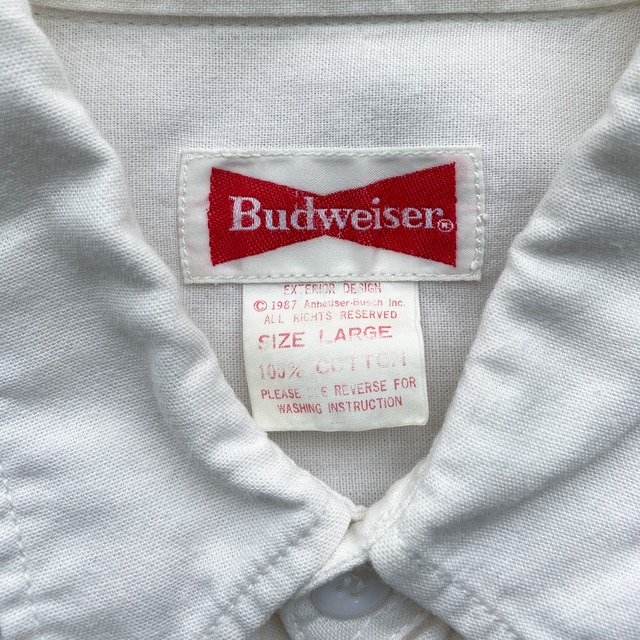 Budweiser®
EXTERIOR DESIGN
© 1987 Anheuser-Busch Inc.
ALL RIGHTS RESERVED
SIZE LARGE
100% COTTON
PLEASE REVERSE FOR
WASHING INSTRUCTION